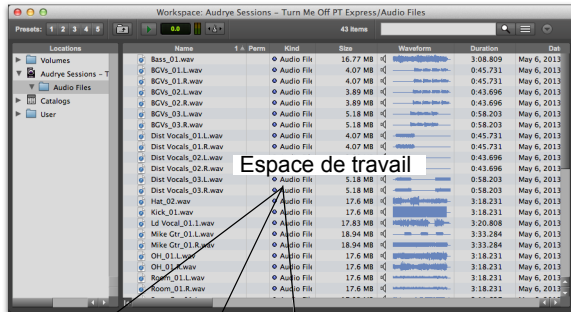 Workspace: Audrye Sessions – Turn Me Off PT Express/Audio Files
Presets: 1 2 3 4 5 0.0 43 items
Locations Name 1 Perm Kind Size Waveform Duration Dat
Volumes
Audrye Sessions – T
Audio Files
Catalogs
User
Bass_01.wav Audio File 16.77 MB 3:08.809 May 6, 2013
BGVs_01.L.wav Audio File 4.07 MB 0:45.731 May 6, 2013
BGVs_01.R.wav Audio File 4.07 MB 0:45.731 May 6, 2013
BGVs_02.L.wav Audio File 3.89 MB 0:43.696 May 6, 2013
BGVs_02.R.wav Audio File 3.89 MB 0:43.696 May 6, 2013
BGVs_03.L.wav Audio File 5.18 MB 0:58.203 May 6, 2013
BGVs_03.R.wav Audio File 5.18 MB 0:58.203 May 6, 2013
Dist Vocals_01.L.wav Audio File 4.07 MB 0:45.731 May 6, 2013
Dist Vocals_01.R.wav Audio File 4.07 MB 0:45.731 May 6, 2013
Dist Vocals_02.L.wav 0:43.696 May 6, 2013
Dist Vocals_02.R.wav 0:43.696 May 6, 2013
Espace de travail
Dist Vocals_03.L.wav Audio File 5.18 MB 0:58.203 May 6, 2013
Dist Vocals_03.R.wav Audio File 5.18 MB 0:58.203 May 6, 2013
Hat_02.wav Audio File 17.6 MB 3:18.231 May 6, 2013
Kick_01.wav Audio File 17.6 MB 3:18.231 May 6, 2013
Ld Vocal_01.1.wav Audio File 17.83 MB 3:20.808 May 6, 2013
Mike Gtr_01.L.wav Audio File 18.94 MB 3:33.284 May 6, 2013
Mike Gtr_01.R.wav Audio File 18.94 MB 3:33.284 May 6, 2013
OH_01.L.wav Audio File 17.6 MB 3:18.231 May 6, 2013
OH_01.R.wav Audio File 17.6 MB 3:18.231 May 6, 2013
Room_01.L.wav Audio File 17.6 MB 3:18.231 May 6, 2013
Room_01.R.wav Audio File 17.6 MB 3:18.231 May 6, 2013